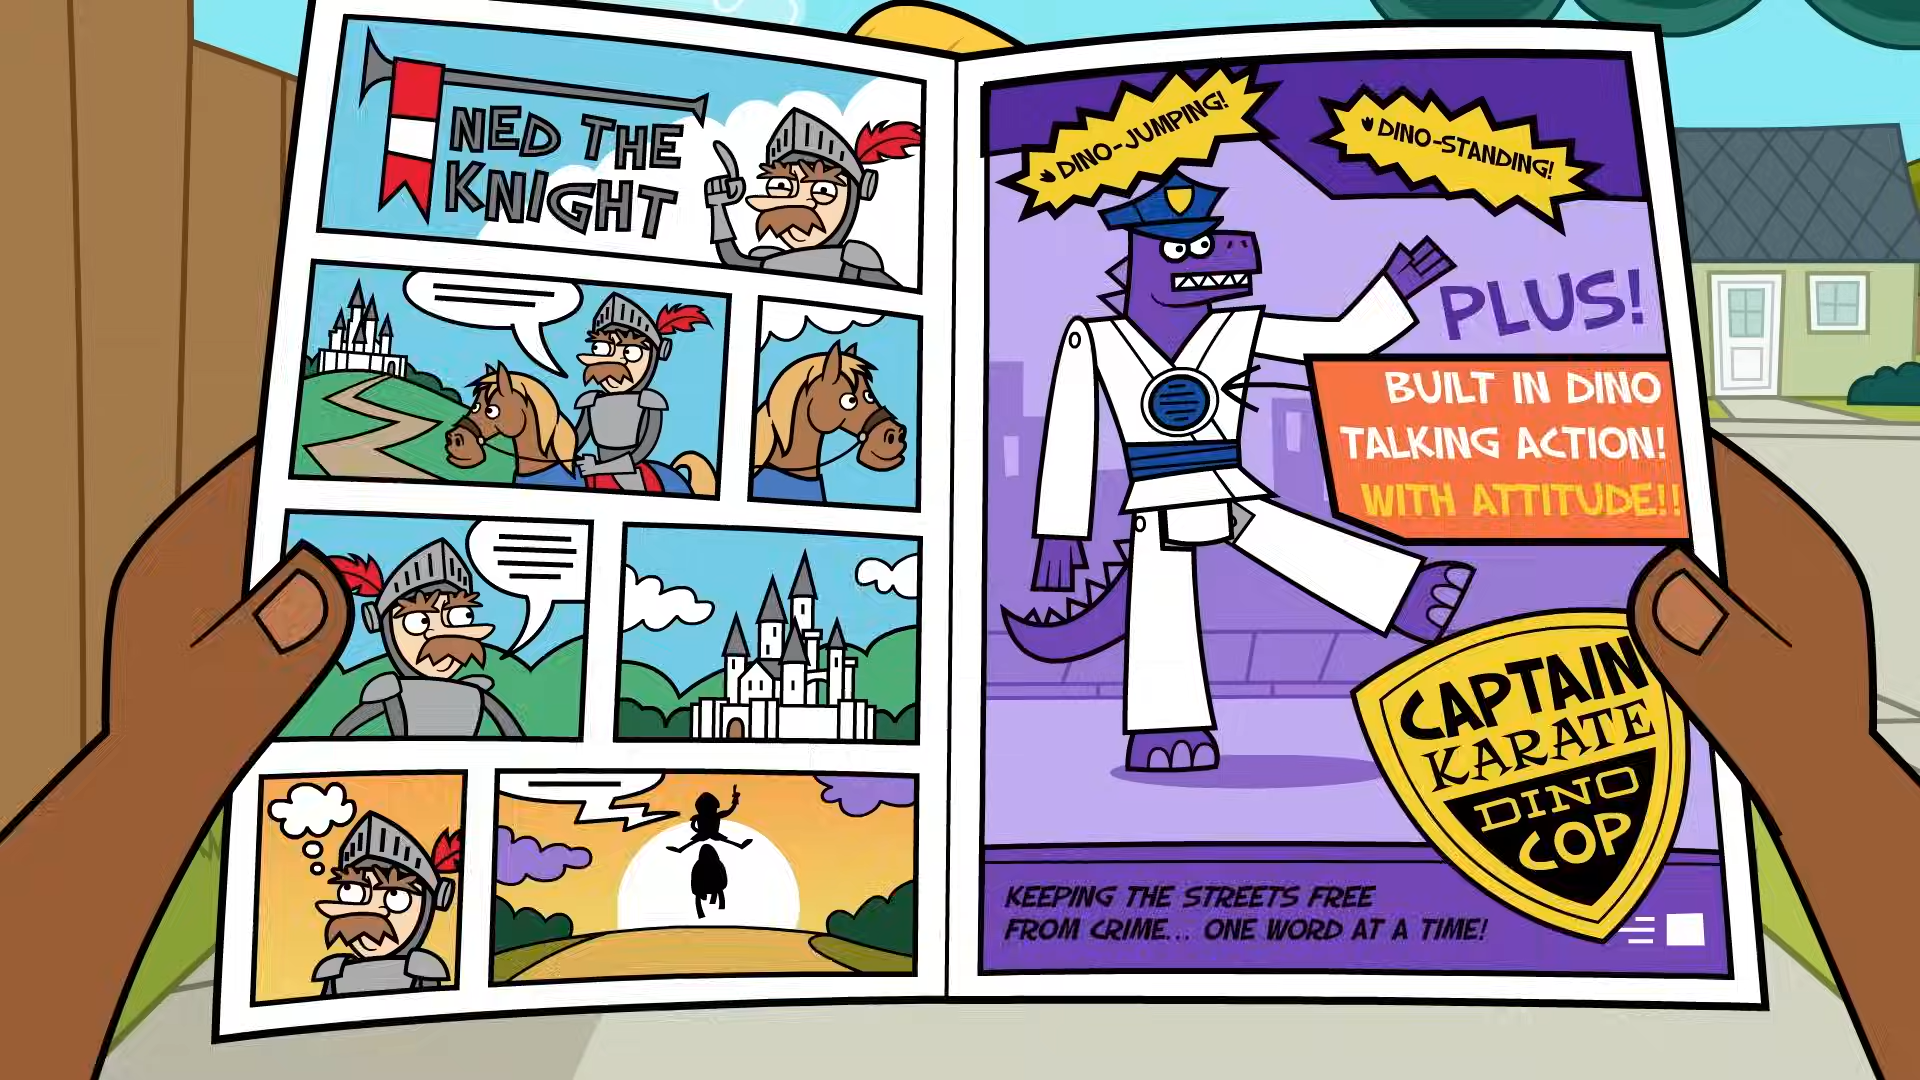 NED THE
KNIGHT
DINO-JUMPING!
DINO-STANDING!
PLUS!
BUILT IN DINO
TALKING ACTION!
WITH ATTITUDE!!
CAPTAIN
KARATE
DINO
COP
KEEPING THE STREETS FREE
FROM CRIME... ONE WORD AT A TIME!